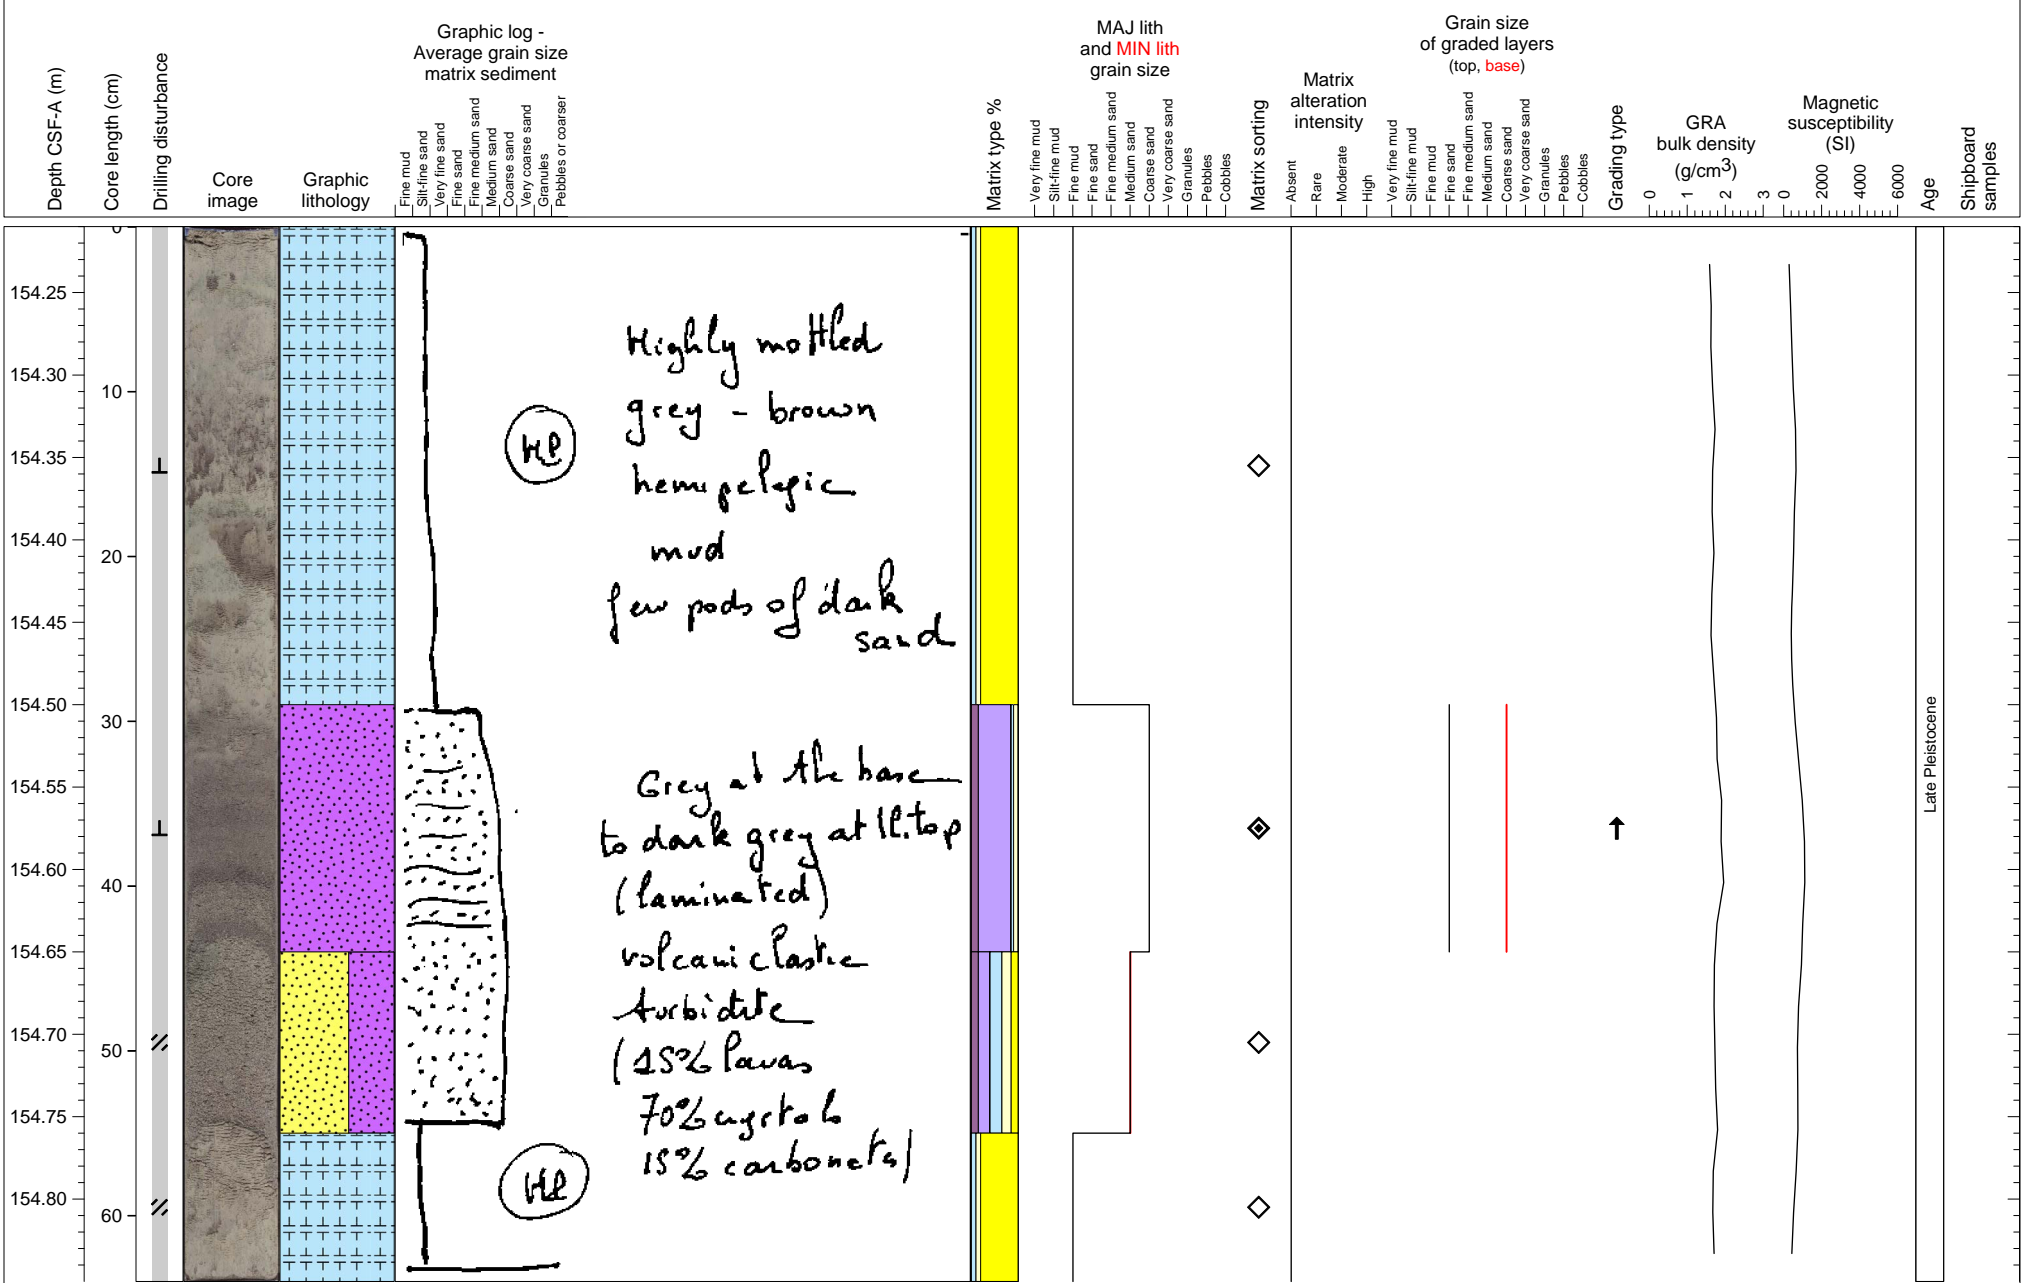 Depth CSF-A (m)
Core length (cm)
Drilling disturbance
Core
image
Graphic
lithology
Graphic log -
Average grain size
matrix sediment
Fine mud
Silt-fine sand
Very fine sand
Fine sand
Fine medium sand
Medium sand
Coarse sand
Very coarse sand
Granules
Pebbles or coarser
Matrix type %
MAJ lith
and MIN lith
grain size
Very fine mud
Silt-fine mud
Fine mud
Fine sand
Fine medium sand
Medium sand
Coarse sand
Very coarse sand
Granules
Pebbles
Cobbles
Matrix sorting
Matrix
alteration
intensity
Absent
Rare
Moderate
High
Grain size
of graded layers
(top, base)
Very fine mud
Silt-fine mud
Fine mud
Fine sand
Fine medium sand
Medium sand
Coarse sand
Very coarse sand
Granules
Pebbles
Cobbles
Grading type
GRA
bulk density
(g/cm3)
0 1 2 3
Magnetic
susceptibility
(SI)
0 2000 4000 6000
Age
Shipboard
samples
0
154.25
154.30
154.35
154.40
154.45
154.50
154.55
154.60
154.65
154.70
154.75
154.80
10
20
30
40
50
60
HP
Highly mottled
grey - brown
hemipelagic
mud
few pods of dark
sand
Grey at the base
to dark grey at the top
(laminated)
volcaniclastic
turbidite
(15% lavas
70% crystals
15% carbonates)
HP
Late Pleistocene